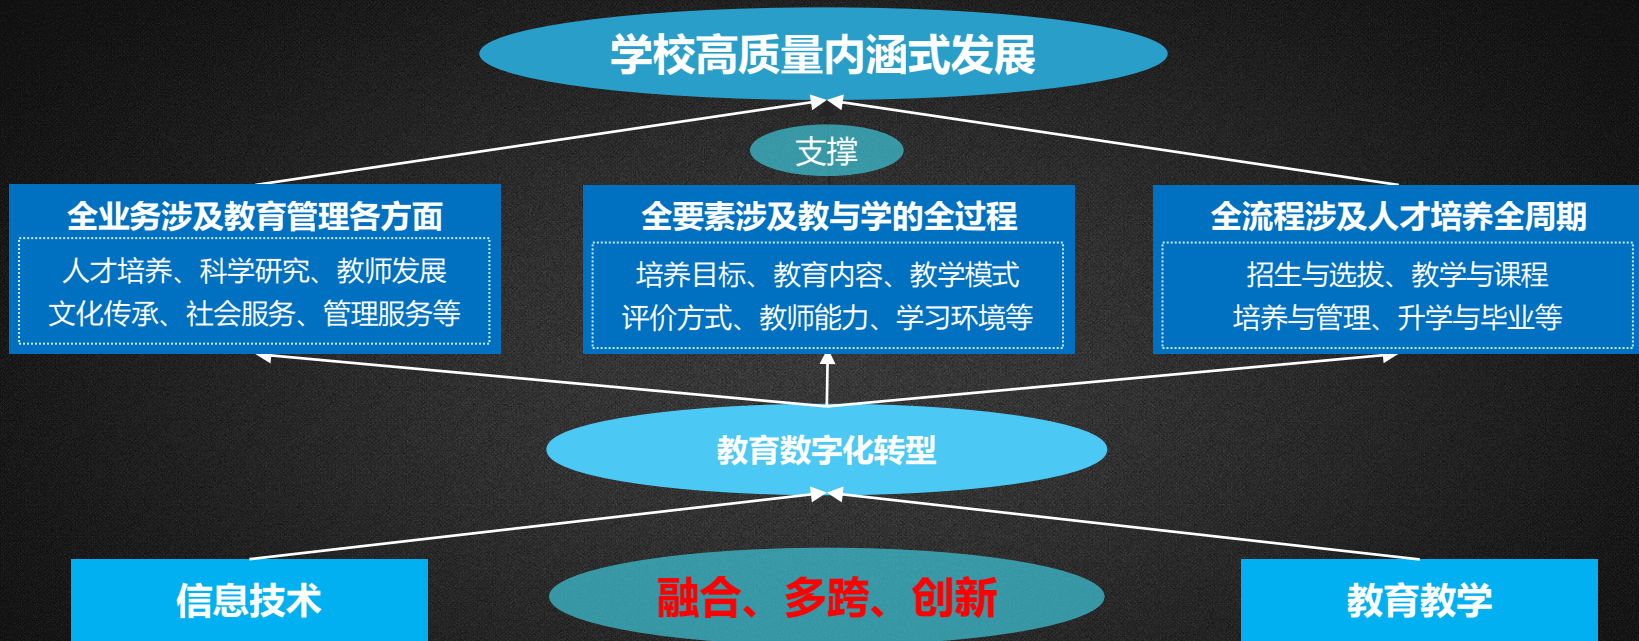 学校高质量内涵式发展
支撑
全业务涉及教育管理各方面
人才培养、科学研究、教师发展
文化传承、社会服务、管理服务等
全要素涉及教与学的全过程
培养目标、教育内容、教学模式
评价方式、教师能力、学习环境等
全流程涉及人才培养全周期
招生与选拔、教学与课程
培养与管理、升学与毕业等
教育数字化转型
信息技术
融合、多跨、创新
教育教学